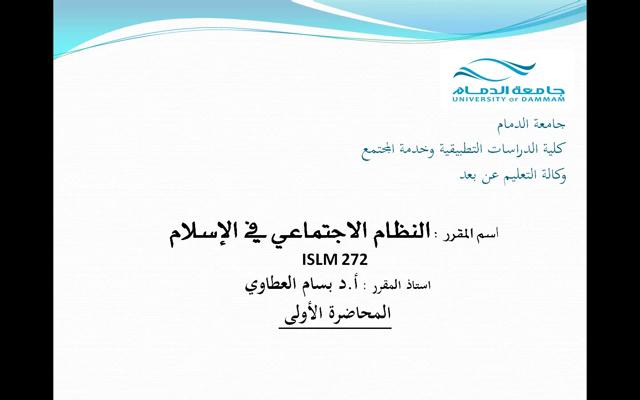 جامعة الدمام
UNIVERSITY OF DAMMAM
جامعة الدمام
كلية الدراسات التطبيقية وخدمة المجتمع
وكالة التعليم عن بعد
اسم المقرر : النظام الاجتماعي في الإسلام
ISLM 272
استاذ المقرر : أ.د بسام العطاوي
المحاضرة الأولى